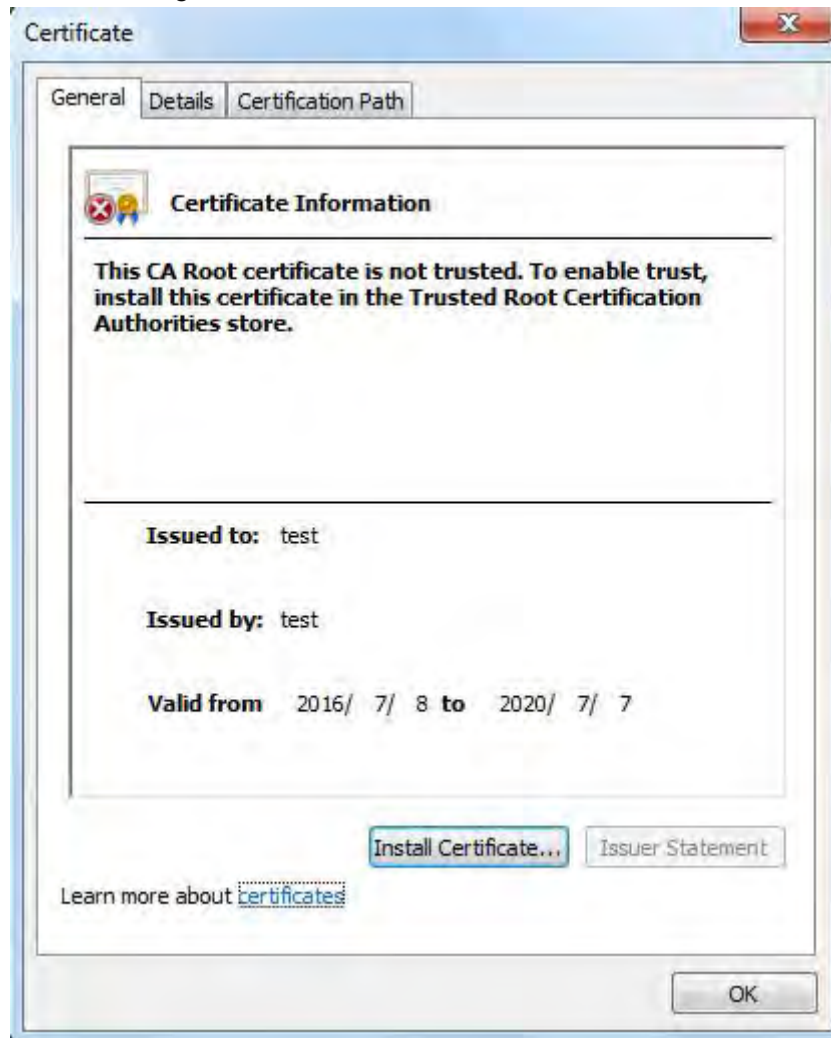 Certificate
General Details Certification Path
Certificate Information
This CA Root certificate is not trusted. To enable trust,
install this certificate in the Trusted Root Certification
Authorities store.
Issued to: test
Issued by: test
Valid from 2016/ 7/ 8 to 2020/ 7/ 7
Install Certificate... Issuer Statement
Learn more about certificates
OK